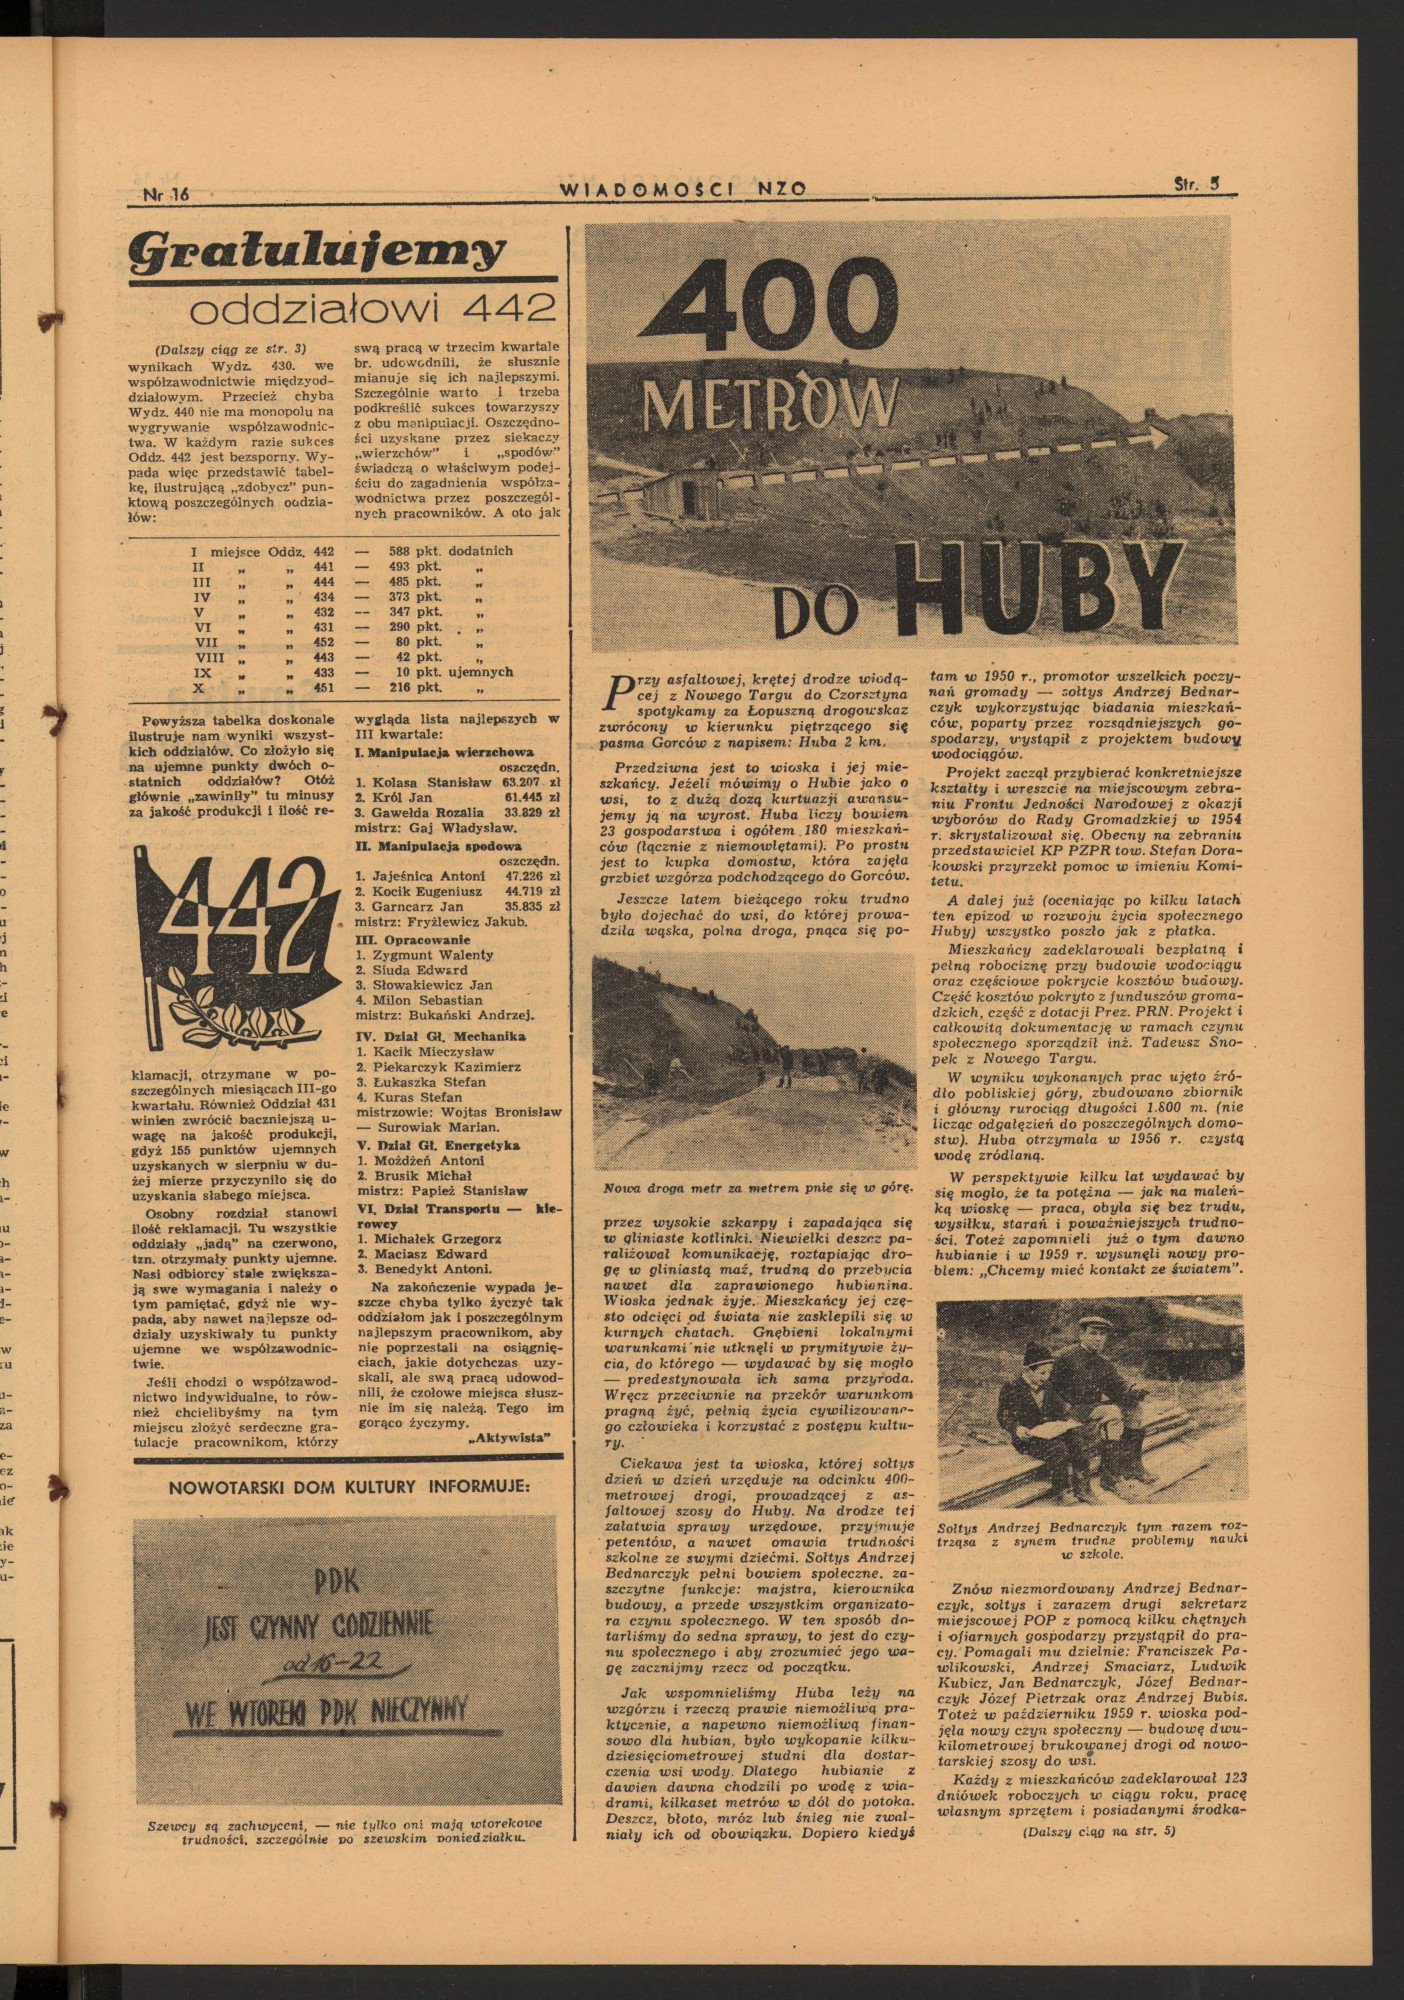 Nr 16
WIADOMOSCI NZO
Str. 5
Gratulujemy
oddziałowi 442
(Dalszy ciąg ze str. 3)
wynikach Wydz. 430. we
współzawodnictwie międzyod-
działowym. Przecież chyba
Wydz. 440 nie ma monopolu na
wygrywanie współzawodnic-
twa. W każdym razie sukces
Oddz. 442 jest bezsporny. Wy-
pada więc przedstawić tabel-
kę, ilustrującą „zdobycz” pun-
ktową poszczególnych oddzia-
łów:
swą pracą w trzecim kwartale
br. udowodnili, że słusznie
mianuje się ich najlepszymi.
Szczególnie warto i trzeba
podkreślić sukces towarzyszy
z obu manipulacji. Oszczędno-
ści uzyskane przez siekaczy
„wierzchów” i „spodów”
świadczą o właściwym podej-
ściu do zagadnienia współza-
wodnictwa przez poszczegól-
nych pracowników. A oto jak
I miejsce Oddz. 442 — 588 pkt. dodatnich
II „ „ 441 — 493 pkt. „
III „ „ 444 — 485 pkt. „
IV „ „ 434 — 373 pkt. „
V „ „ 432 — 347 pkt. „
VI „ „ 431 — 290 pkt. „
VII „ „ 452 — 80 pkt. „
VIII „ „ 443 — 42 pkt. „
IX „ „ 433 — 10 pkt. ujemnych
X „ „ 451 — 216 pkt. „
Powyższa tabelka doskonale
ilustruje nam wyniki wszyst-
kich oddziałów. Co złożyło się
na ujemne punkty dwóch o-
statnich oddziałów? Otóż
głównie „zawiniły” tu minusy
za jakość produkcji i ilość re-
442
klamacji, otrzymane w po-
szczególnych miesiącach III-go
kwartału. Również Oddział 431
winien zwrócić baczniejszą u-
wagę na jakość produkcji,
gdyż 155 punktów ujemnych
uzyskanych w sierpniu w du-
żej mierze przyczyniło się do
uzyskania słabego miejsca.
Osobny rozdział stanowi
ilość reklamacji. Tu wszystkie
oddziały „jadą” na czerwono,
tzn. otrzymały punkty ujemne.
Nasi odbiorcy stale zwiększa-
ją swe wymagania i należy o
tym pamiętać, gdyż nie wy-
pada, aby nawet najlepsze od-
działy uzyskiwały tu punkty
ujemne we współzawodnic-
twie.
Jeśli chodzi o współzawod-
nictwo indywidualne, to rów-
nież chcielibyśmy na tym
miejscu złożyć serdeczne gra-
tulacje pracownikom, którzy
wygląda lista najlepszych w
III kwartale:
I. Manipulacja wierzchowa
oszczędn.
1. Kolasa Stanisław 63.207 zł
2. Król Jan 61.445 zł
3. Gawełda Rozalia 33.829 zł
mistrz: Gaj Władysław.
II. Manipulacja spodowa
oszczędn.
1. Jajeśnica Antoni 47.226 zł
2. Kocik Eugeniusz 44.719 zł
3. Garncarz Jan 35.835 zł
mistrz: Fryźlewicz Jakub.
III. Opracowanie
1. Zygmunt Walenty
2. Siuda Edward
3. Słowakiewicz Jan
4. Milon Sebastian
mistrz: Bukański Andrzej.
IV. Dział Gł. Mechanika
1. Kacik Mieczysław
2. Piekarczyk Kazimierz
3. Łukaszka Stefan
4. Kuras Stefan
mistrzowie: Wojtas Bronisław
— Surowiak Marian.
V. Dział Gł. Energetyka
1. Możdżeń Antoni
2. Brusik Michał
mistrz: Papież Stanisław
VI. Dział Transportu — kie-
rowcy
1. Michałek Grzegorz
2. Maciasz Edward
3. Benedykt Antoni.
Na zakończenie wypada je-
szcze chyba tylko życzyć tak
oddziałom jak i poszczególnym
najlepszym pracownikom, aby
nie poprzestali na osiągnię-
ciach, jakie dotychczas uzy-
skali, ale swą pracą udowod-
nili, że czołowe miejsca słusz-
nie im się należą. Tego im
gorąco życzymy.
„Aktywista”
NOWOTARSKI DOM KULTURY INFORMUJE:
PDK
JEST CZYNNY CODZIENNIE
od 16-22
WE WTOREKI PDK NIECZYNNY
Szewcy są zachwyceni, — nie tylko oni mają wtorekowe
trudności, szczególnie po szewskim poniedziałku.
400
METRÓW
DO HUBY
Przy asfaltowej, krętej drodze wiodą-
cej z Nowego Targu do Czorsztyna
spotykamy za Łopuszną drogowskaz
zwrócony w kierunku piętrzącego się
pasma Gorców z napisem: Huba 2 km.
Przedziwna jest to wioska i jej mie-
szkańcy. Jeżeli mówimy o Hubie jako o
wsi, to z dużą dozą kurtuazji awansu-
jemy ją na wyrost. Huba liczy bowiem
23 gospodarstwa i ogółem 180 mieszkań-
ców (łącznie z niemowlętami). Po prostu
jest to kupka domostw, która zajęła
grzbiet wzgórza podchodzącego do Gorców.
Jeszcze latem bieżącego roku trudno
było dojechać do wsi, do której prowa-
dziła wąska, polna droga, pnąca się po-
Nowa droga metr za metrem pnie się w górę.
przez wysokie szkarpy i zapadająca się
w gliniaste kotlinki. Niewielki deszcz pa-
raliżował komunikację, roztapiając dro-
gę w gliniastą maź, trudną do przebycia
nawet dla zaprawionego hubianina.
Wioska jednak żyje. Mieszkańcy jej czę-
sto odcięci od świata nie zasklepili się w
kurnych chatach. Gnębieni lokalnymi
warunkami nie utknęli w prymitywie ży-
cia, do którego — wydawać by się mogło
— predestynowała ich sama przyroda.
Wręcz przeciwnie na przekór warunkom
pragną żyć, pełnią życia cywilizowane-
go człowieka i korzystać z postępu kultu-
ry.
Ciekawa jest ta wioska, której sołtys
dzień w dzień urzęduje na odcinku 400-
metrowej drogi, prowadzącej z as-
faltowej szosy do Huby. Na drodze tej
załatwia sprawy urzędowe, przyjmuje
petentów, a nawet omawia trudności
szkolne ze swymi dziećmi. Sołtys Andrzej
Bednarczyk pełni bowiem społeczne, za-
szczytne funkcje: majstra, kierownika
budowy, a przede wszystkim organizato-
ra czynu społecznego. W ten sposób do-
tarliśmy do sedna sprawy, to jest do czy-
nu społecznego i aby zrozumieć jego wa-
gę zacznijmy rzecz od początku.
Jak wspomnieliśmy Huba leży na
wzgórzu i rzeczą prawie niemożliwą pra-
ktycznie, a napewno niemożliwą finan-
sowo dla hubian, było wykopanie kilku-
dziesięciometrowej studni dla dostar-
czenia wsi wody. Dlatego hubianie z
dawien dawna chodzili po wodę z wia-
drami, kilkaset metrów w dół do potoka.
Deszcz, błoto, mróz lub śnieg nie zwal-
niały ich od obowiązku. Dopiero kiedyś
tam w 1950 r., promotor wszelkich poczy-
nań gromady — sołtys Andrzej Bednar-
czyk wykorzystując biadania mieszkań-
ców, poparty przez rozsądniejszych go-
spodarzy, wystąpił z projektem budowy
wodociągów.
Projekt zaczął przybierać konkretniejsze
kształty i wreszcie na miejscowym zebra-
niu Frontu Jedności Narodowej z okazji
wyborów do Rady Gromadzkiej w 1954
r. skrystalizował się. Obecny na zebraniu
przedstawiciel KP PZPR tow. Stefan Dora-
kowski przyrzekł pomoc w imieniu Komi-
tetu.
A dalej już (oceniając po kilku latach
ten epizod w rozwoju życia społecznego
Huby) wszystko poszło jak z płatka.
Mieszkańcy zadeklarowali bezpłatną i
pełną robociznę przy budowie wodociągu
oraz częściowe pokrycie kosztów budowy.
Część kosztów pokryto z funduszów groma-
dzkich, część z dotacji Prez. PRN. Projekt i
całkowitą dokumentację w ramach czynu
społecznego sporządził inż. Tadeusz Sno-
pek z Nowego Targu.
W wyniku wykonanych prac ujęto źró-
dło pobliskiej góry, zbudowano zbiornik
i główny rurociąg długości 1.800 m. (nie
licząc odgałęzień do poszczególnych domo-
stw). Huba otrzymała w 1956 r. czystą
wodę źródlaną.
W perspektywie kilku lat wydawać by
się mogło, że ta potężna — jak na maleń-
ką wioskę — praca, obyła się bez trudu,
wysiłku, starań i poważniejszych trudno-
ści. Toteż zapomnieli już o tym dawno
hubianie i w 1959 r. wysunęli nowy pro-
blem: „Chcemy mieć kontakt ze światem”.
Sołtys Andrzej Bednarczyk tym razem roz-
trząsa z synem trudne problemy nauki
w szkole.
Znów niezmordowany Andrzej Bednar-
czyk, sołtys i zarazem drugi sekretarz
miejscowej POP z pomocą kilku chętnych
i ofiarnych gospodarzy przystąpił do pra-
cy. Pomagali mu dzielnie: Franciszek Pa-
wlikowski, Andrzej Smaciarz, Ludwik
Kubicz, Jan Bednarczyk, Józef Bednar-
czyk Józef Pietrzak oraz Andrzej Bubis.
Toteż w październiku 1959 r. wioska pod-
jęła nowy czyn społeczny — budowę dwu-
kilometrowej brukowanej drogi od nowo-
tarskiej szosy do wsi.
Każdy z mieszkańców zadeklarował 123
dniówek roboczych w ciągu roku, pracę
własnym sprzętem i posiadanymi środka-
(Dalszy ciąg na str. 5)